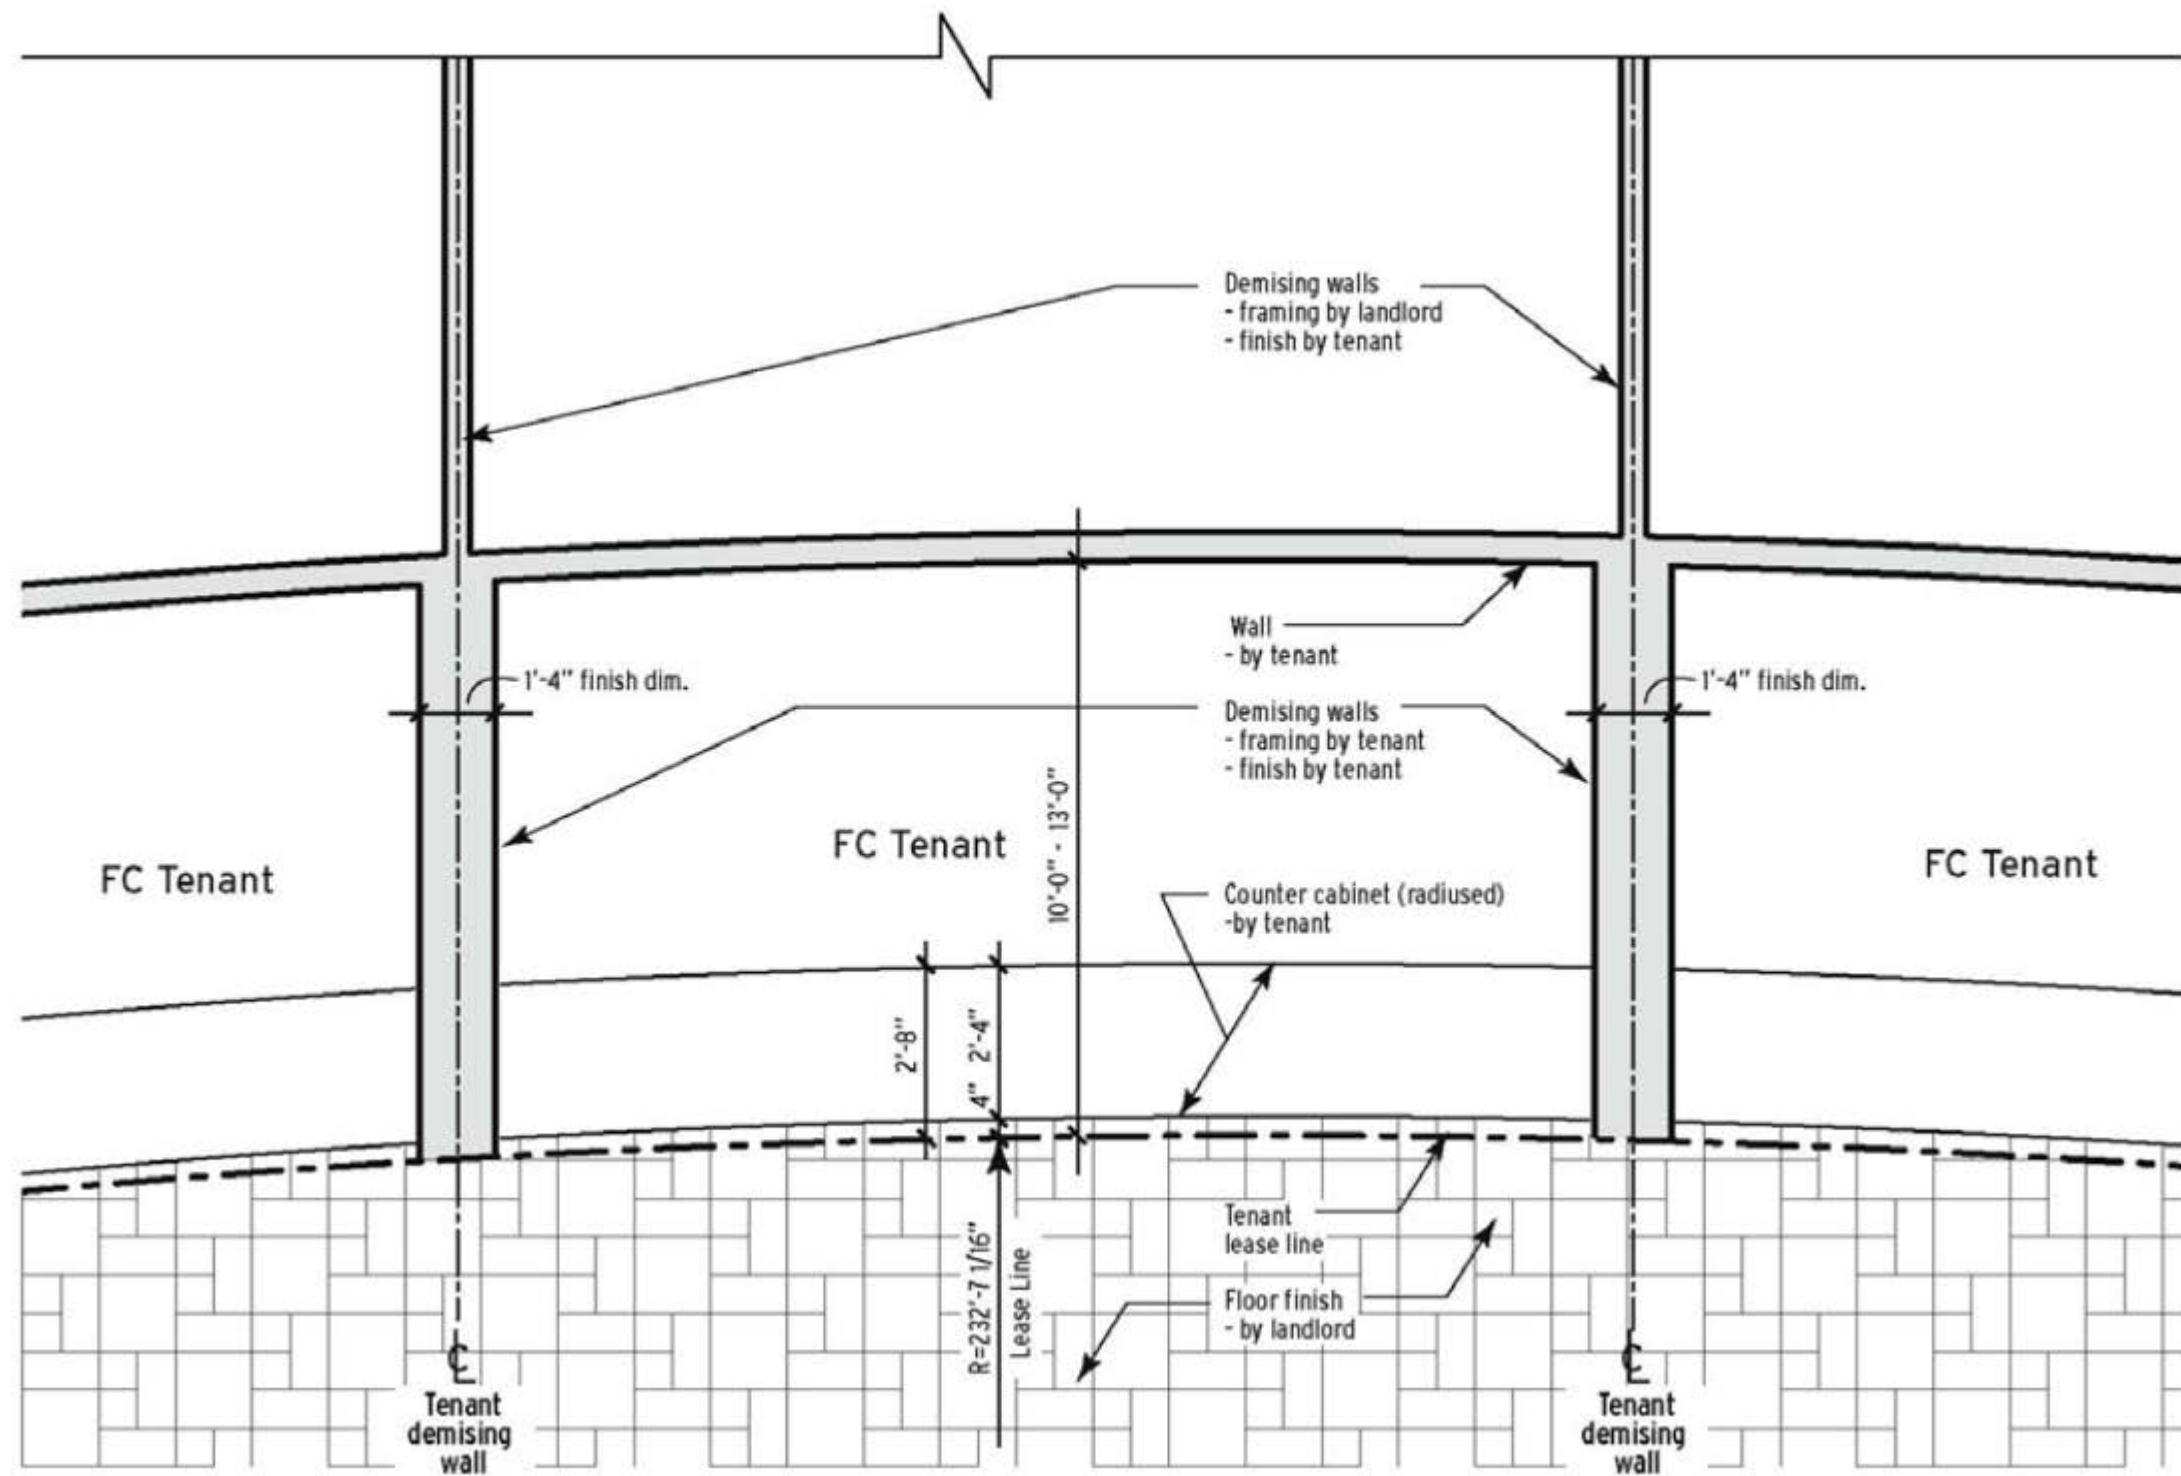 Demising walls
- framing by landlord
- finish by tenant
Wall
- by tenant
1'-4" finish dim.
1'-4" finish dim.
Demising walls
- framing by tenant
- finish by tenant
10'-0" - 13'-0"
FC Tenant
FC Tenant
FC Tenant
Counter cabinet (radiused)
-by tenant
2'-8"
4" 2'-4"
Tenant
lease line
R=232'-7 1/16"
Lease Line
Floor finish
- by landlord
℄
Tenant
demising
wall
℄
Tenant
demising
wall